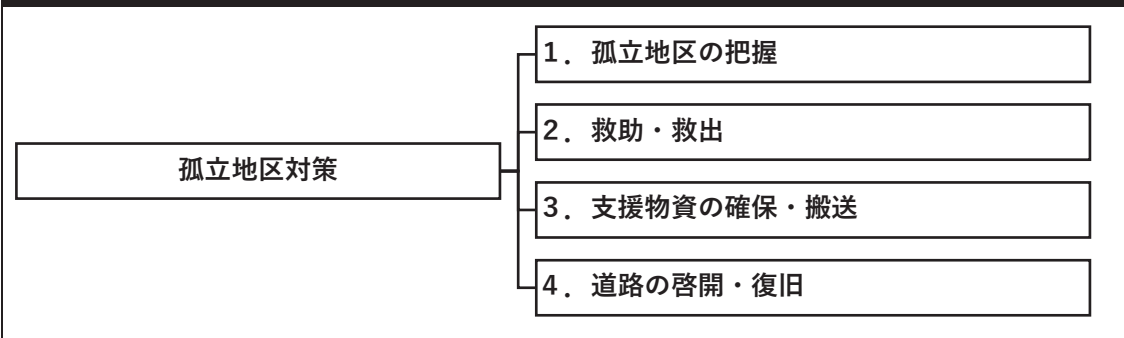 孤立地区対策
1．孤立地区の把握
2．救助・救出
3．支援物資の確保・搬送
4．道路の啓開・復旧